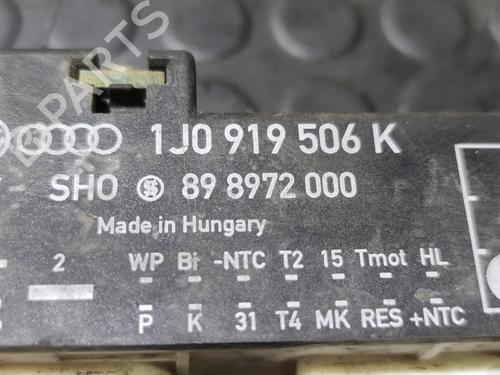 PARTS
1J0 919 506 K
SHO 89 8972 000
Made in Hungary
2 WP Bt -NTC T2 15 Tmot HL
P K 31 T4 MK RES +NTC